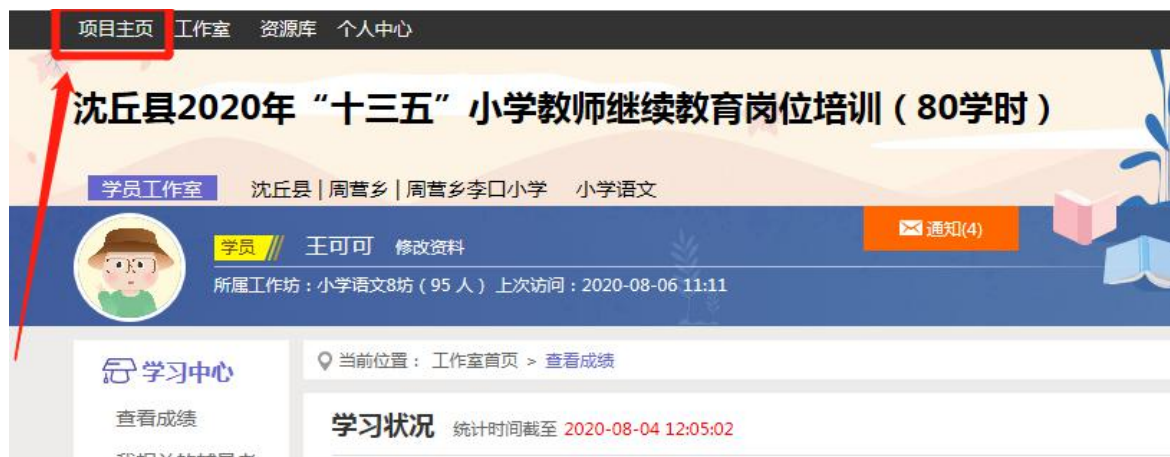 项目主页 工作室 资源库 个人中心
沈丘县2020年“十三五”小学教师继续教育岗位培训（80学时）
学员工作室 沈丘县 | 周营乡 | 周营乡李口小学 小学语文
通知(4)
学员 王可可 修改资料
所属工作坊：小学语文8坊（95 人） 上次访问：2020-08-06 11:11
学习中心
当前位置： 工作室首页 > 查看成绩
查看成绩
学习状况 统计时间截至 2020-08-04 12:05:02